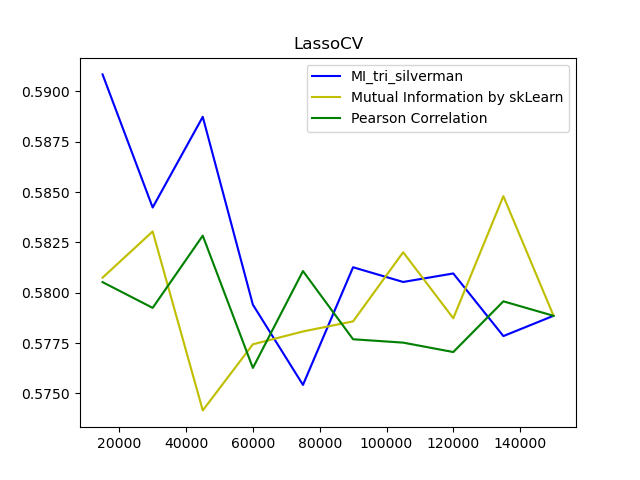 LassoCV
MI_tri_silverman
Mutual Information by skLearn
Pearson Correlation
0.5900
0.5875
0.5850
0.5825
0.5800
0.5775
0.5750
20000 40000 60000 80000 100000 120000 140000